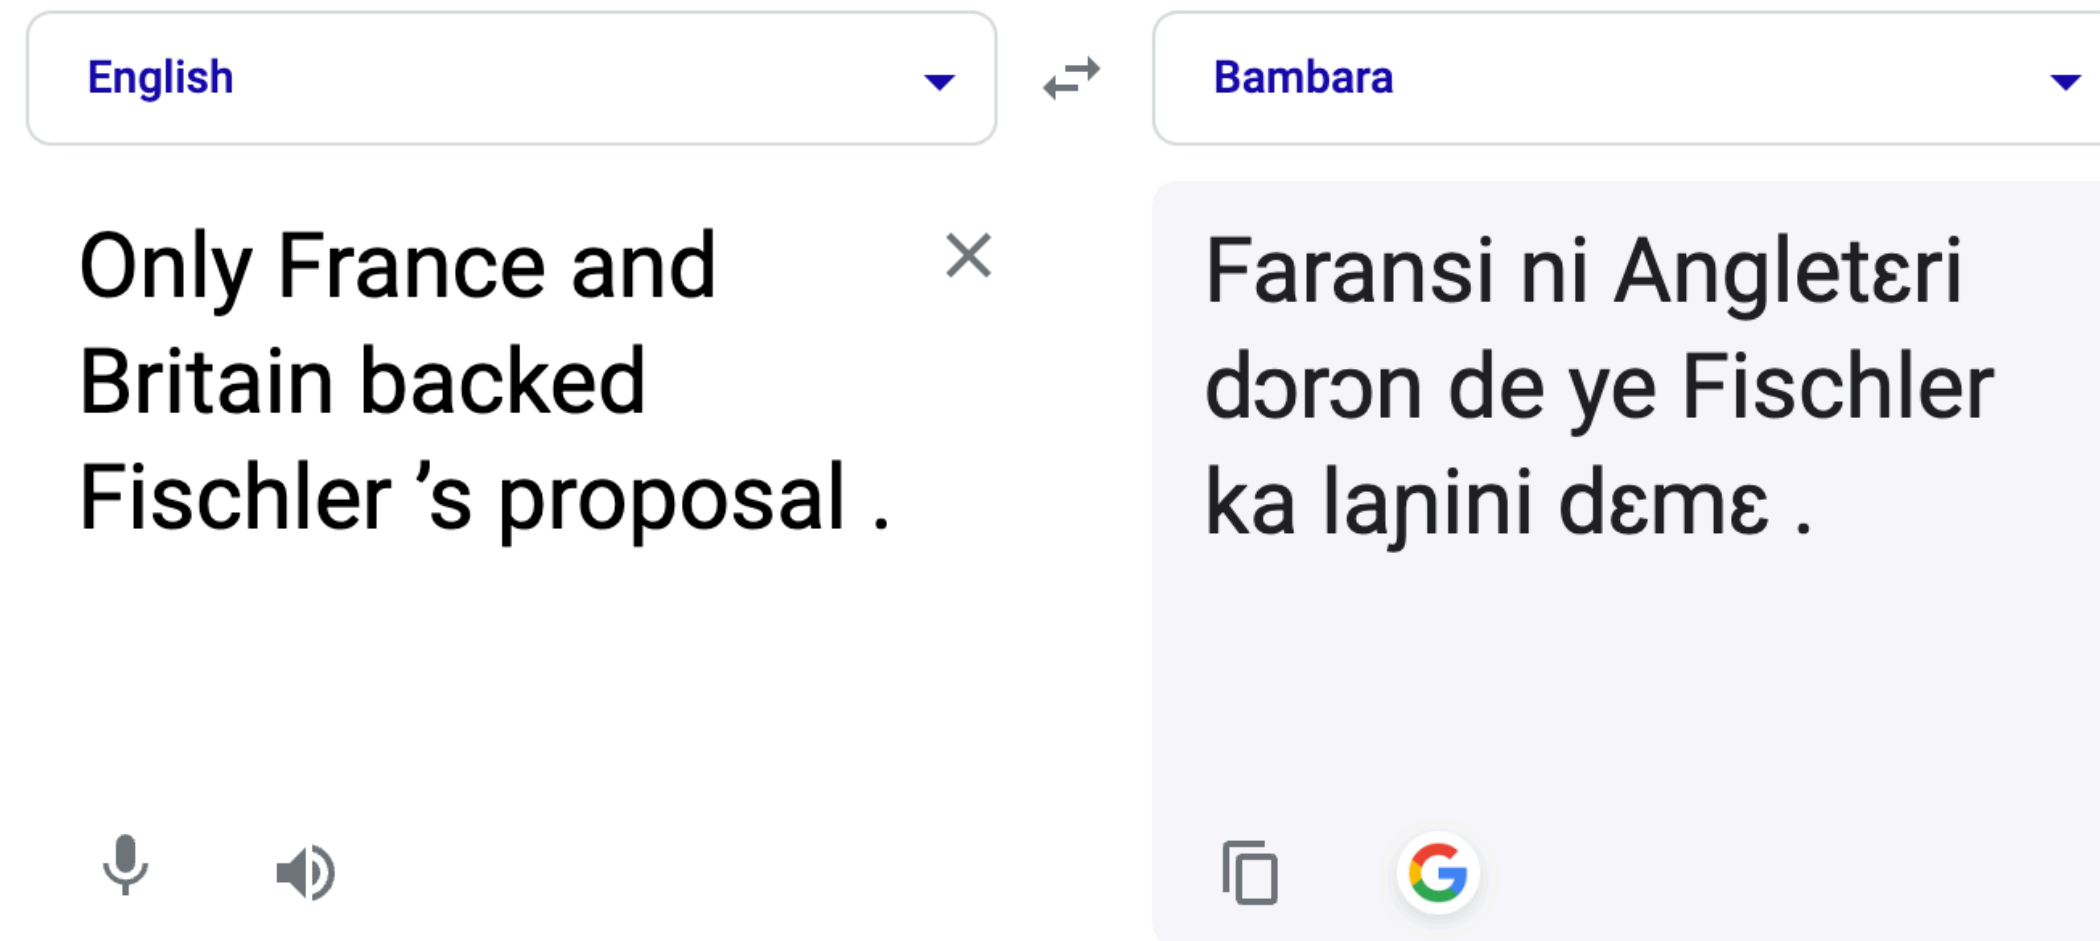 English
Bambara
Only France and
Britain backed
Fischler ’s proposal .
Faransi ni Angletɛri
dɔrɔn de ye Fischler
ka laɲini dɛmɛ .